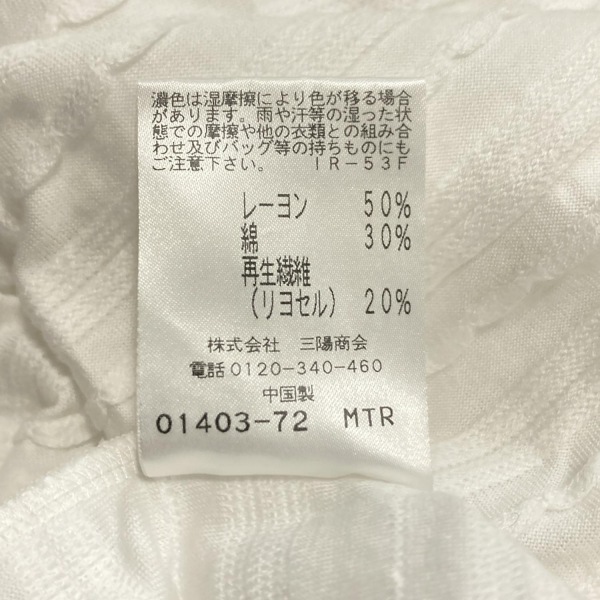 濃色は湿摩擦により色が移る場合
があります。雨や汗等の湿った状
態での摩擦や他の衣類との組み合
わせ及びバッグ等の持ちものにも
ご注意下さい。 IR-53F
レーヨン 50%
綿 30%
再生繊維
(リヨセル) 20%
株式会社 三陽商会
電話0120-340-460
中国製
01403-72 MTR